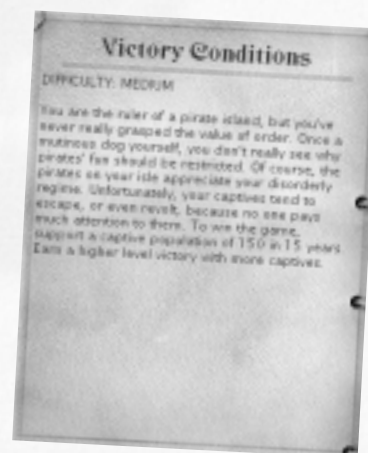 Victory Conditions
DIFFICULTY: MEDIUM
You are the ruler of a pirate island, but you've
never really grasped the value of order. Once a
mutinous dog yourself, you don't really see why
pirates' fun should be restricted. Of course, the
pirates on your isle appreciate your disorderly
regime. Unfortunately, your captives tend to
escape, or even revolt, because no one pays
much attention to them. To win the game,
support a captive population of 150 in 15 years.
Earn a higher level victory with more captives.